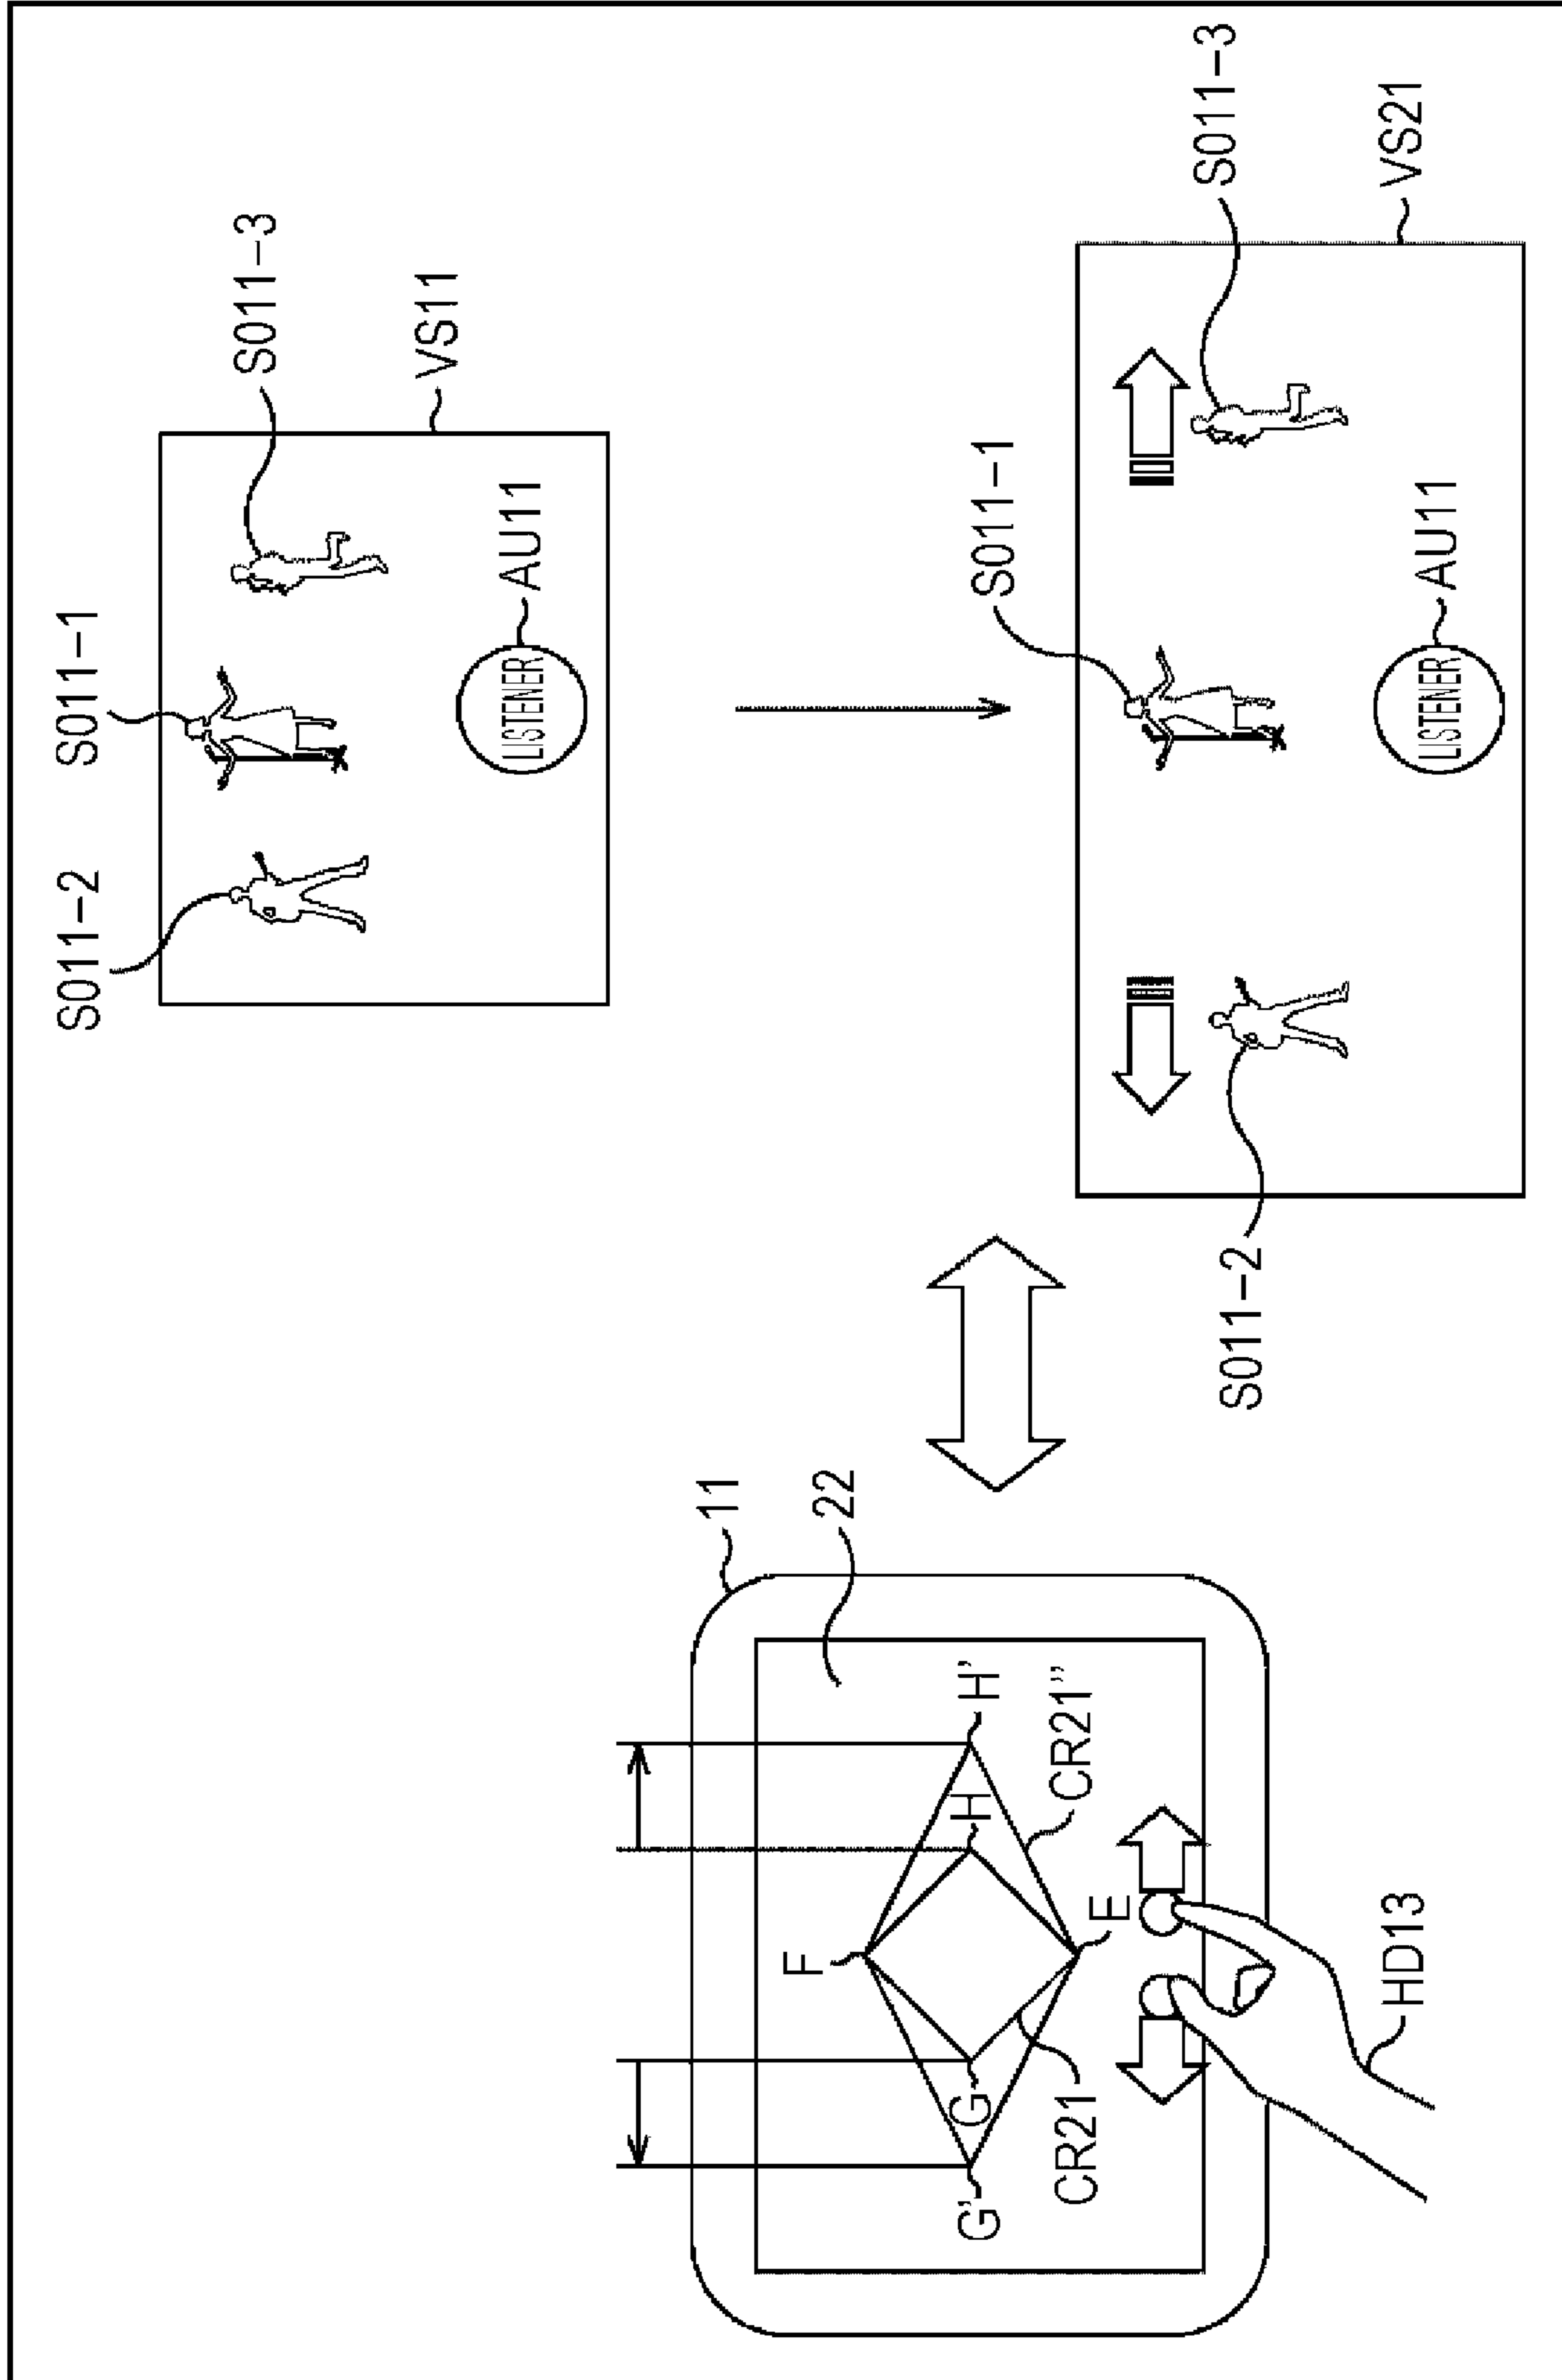 S011-2
S011-1
S011-3
VS11
LISTENER
AU11
11
22
F
G'
G
H
H'
CR21
E
CR21"
HD13
S011-1
S011-3
S011-2
LISTENER
AU11
VS21